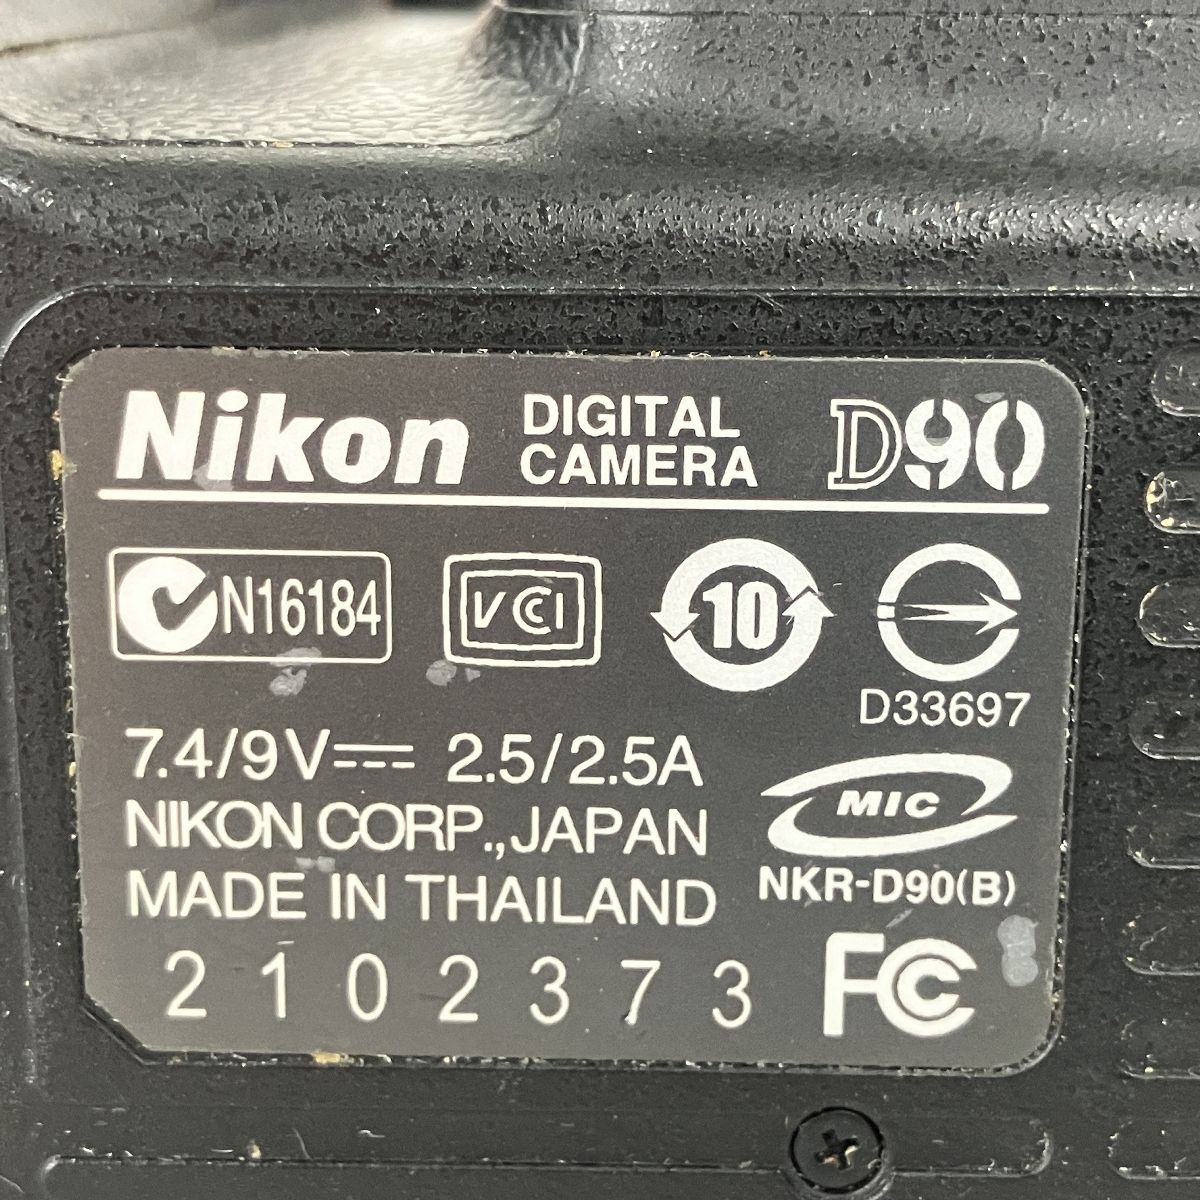 Nikon DIGITAL CAMERA D90
N16184 VCCI 10
D33697
7.4/9V⎓ 2.5/2.5A
MIC
NIKON CORP.,JAPAN
NKR-D90(B)
MADE IN THAILAND
2102373 FC